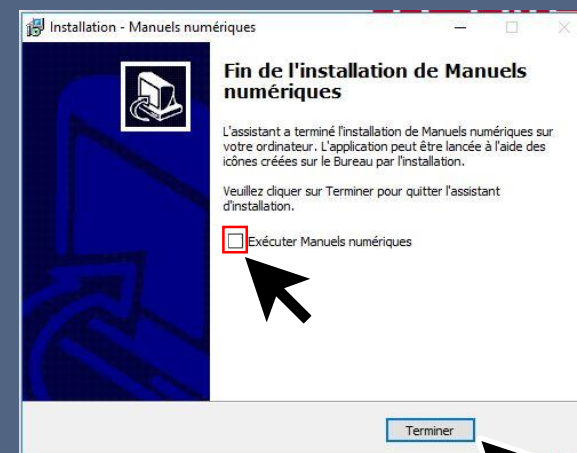 Installation - Manuels numériques
Fin de l'installation de Manuels
numériques
L'assistant a terminé l'installation de Manuels numériques sur
votre ordinateur. L'application peut être lancée à l'aide des
icônes créées sur le Bureau par l'installation.
Veuillez cliquer sur Terminer pour quitter l'assistant
d'installation.
Exécuter Manuels numériques
Terminer